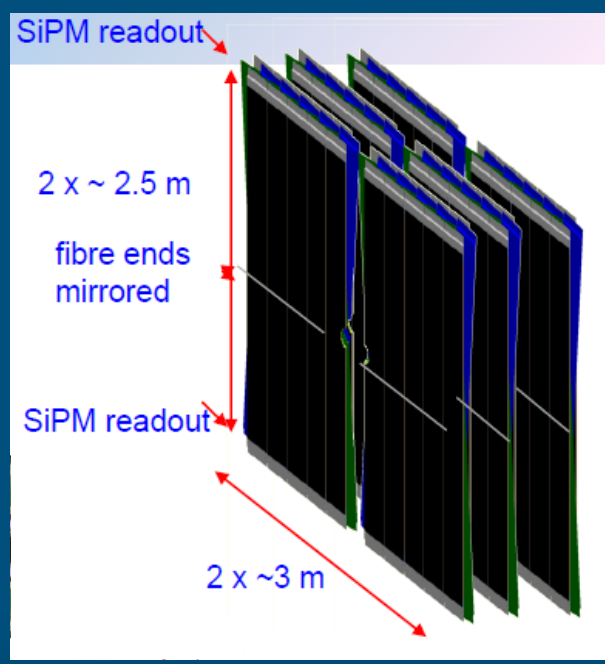 SiPM readout
2 x ~ 2.5 m
fibre ends
mirrored
SiPM readout
2 x ~3 m